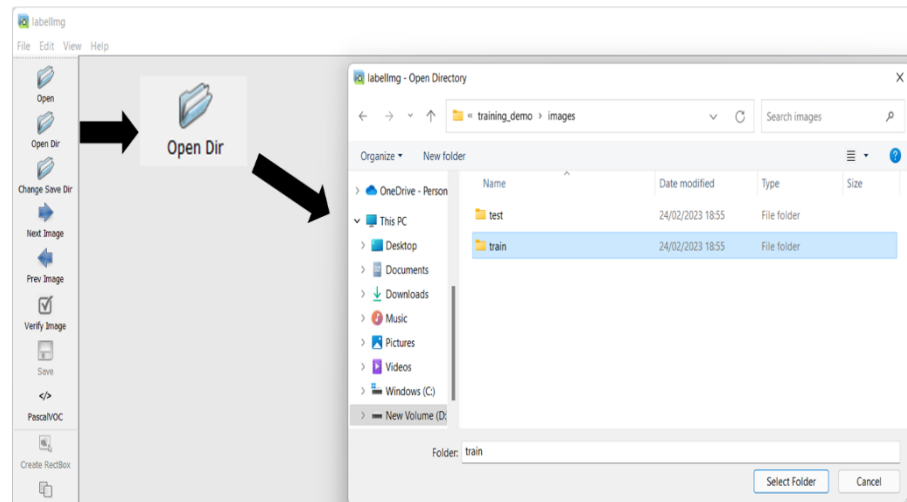 labelImg
File Edit View Help
Open
Open Dir
Change Save Dir
Next Image
Prev Image
Verify Image
Save
</>
PascalVOC
Create RectBox
Open Dir
labelImg - Open Directory
« training_demo › images
Search images
Organize
New folder
Name Date modified Type Size
OneDrive - Person
This PC
Desktop
Documents
Downloads
Music
Pictures
Videos
Windows (C:)
New Volume (D:
test 24/02/2023 18:55 File folder
train 24/02/2023 18:55 File folder
Folder: train
Select Folder Cancel